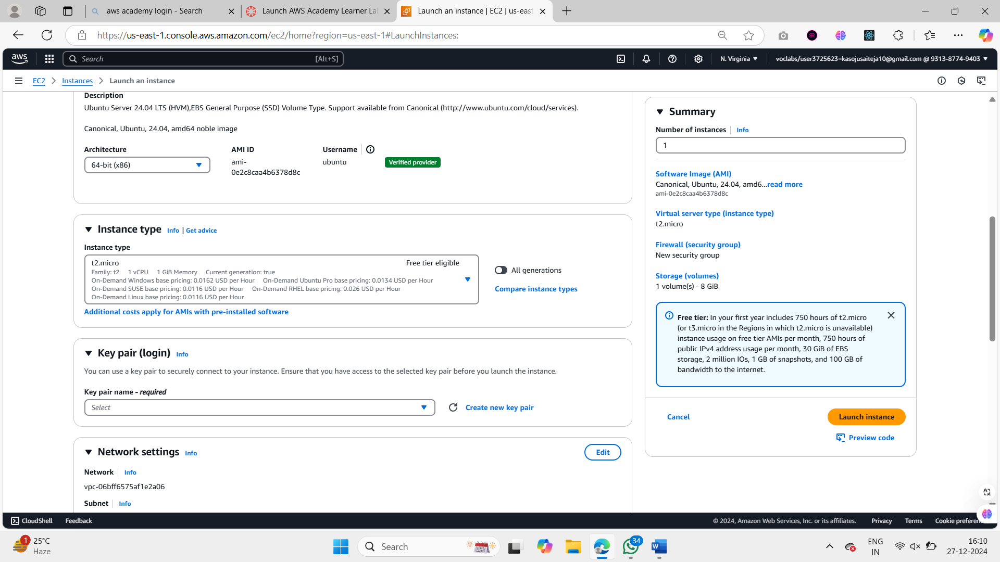 aws academy login - Search
Launch AWS Academy Learner La
Launch an instance | EC2 | us-east
https://us-east-1.console.aws.amazon.com/ec2/home?region=us-east-1#LaunchInstances:
aws
Search
[Alt+S]
N. Virginia
voclabs/user3725623=kasojusaiteja10@gmail.com @ 9313-8774-9403
EC2
Instances
Launch an instance
Description
Ubuntu Server 24.04 LTS (HVM),EBS General Purpose (SSD) Volume Type. Support available from Canonical (http://www.ubuntu.com/cloud/services).
Canonical, Ubuntu, 24.04, amd64 noble image
Architecture
64-bit (x86)
AMI ID
ami-
0e2c8caa4b6378d8c
Username
ubuntu
Verified provider
Instance type
Info | Get advice
Instance type
t2.micro
Free tier eligible
Family: t2 1 vCPU 1 GiB Memory Current generation: true
On-Demand Windows base pricing: 0.0162 USD per Hour On-Demand Ubuntu Pro base pricing: 0.0134 USD per Hour
On-Demand SUSE base pricing: 0.0116 USD per Hour On-Demand RHEL base pricing: 0.026 USD per Hour
On-Demand Linux base pricing: 0.0116 USD per Hour
All generations
Compare instance types
Additional costs apply for AMIs with pre-installed software
Key pair (login) Info
You can use a key pair to securely connect to your instance. Ensure that you have access to the selected key pair before you launch the instance.
Key pair name - required
Select
Create new key pair
Network settings Info
Edit
Network Info
vpc-06bff6575af1e2a06
Subnet Info
Summary
Number of instances Info
1
Software Image (AMI)
Canonical, Ubuntu, 24.04, amd6...read more
ami-0e2c8caa4b6378d8c
Virtual server type (instance type)
t2.micro
Firewall (security group)
New security group
Storage (volumes)
1 volume(s) - 8 GiB
Free tier: In your first year includes 750 hours of t2.micro
(or t3.micro in the Regions in which t2.micro is unavailable)
instance usage on free tier AMIs per month, 750 hours of
public IPv4 address usage per month, 30 GiB of EBS
storage, 2 million IOs, 1 GB of snapshots, and 100 GB of
bandwidth to the internet.
Cancel
Launch instance
Preview code
CloudShell
Feedback
© 2024, Amazon Web Services, Inc. or its affiliates.
Privacy
Terms
Cookie preferen
1
25°C
Haze
Search
34
ENG
IN
16:10
27-12-2024